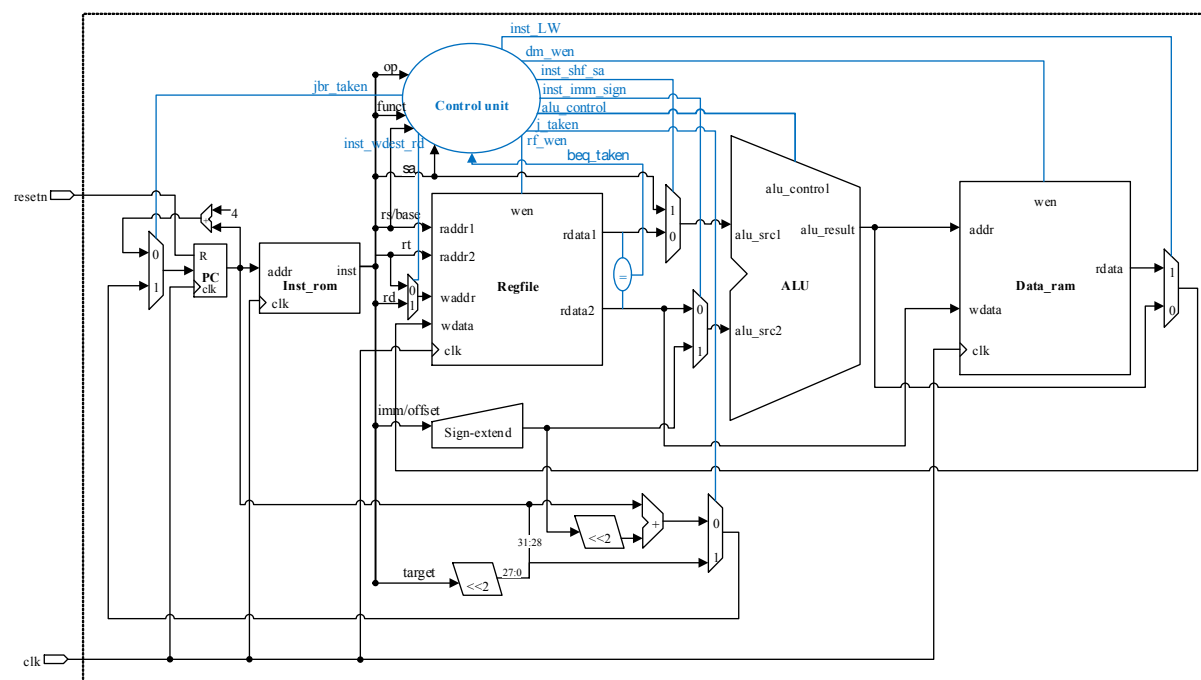 inst_LW
dm_wen
inst_shf_sa
inst_imm_sign
alu_control
j_taken
rf_wen
beq_taken
jbr_taken
op
Control unit
funct
inst_wdest_rd
sa
resetn
4
+
0
1
R
PC
clk
addr
inst
Inst_rom
clk
rs/base
rt
rd
0
1
wen
raddr1
raddr2
waddr
wdata
clk
Regfile
rdata1
rdata2
=
1
0
0
1
alu_control
alu_src1
alu_result
ALU
alu_src2
wen
addr
rdata
Data_ram
wdata
clk
1
0
imm/offset
Sign-extend
31:28
<<2
+
0
1
target
<<2
27:0
clk